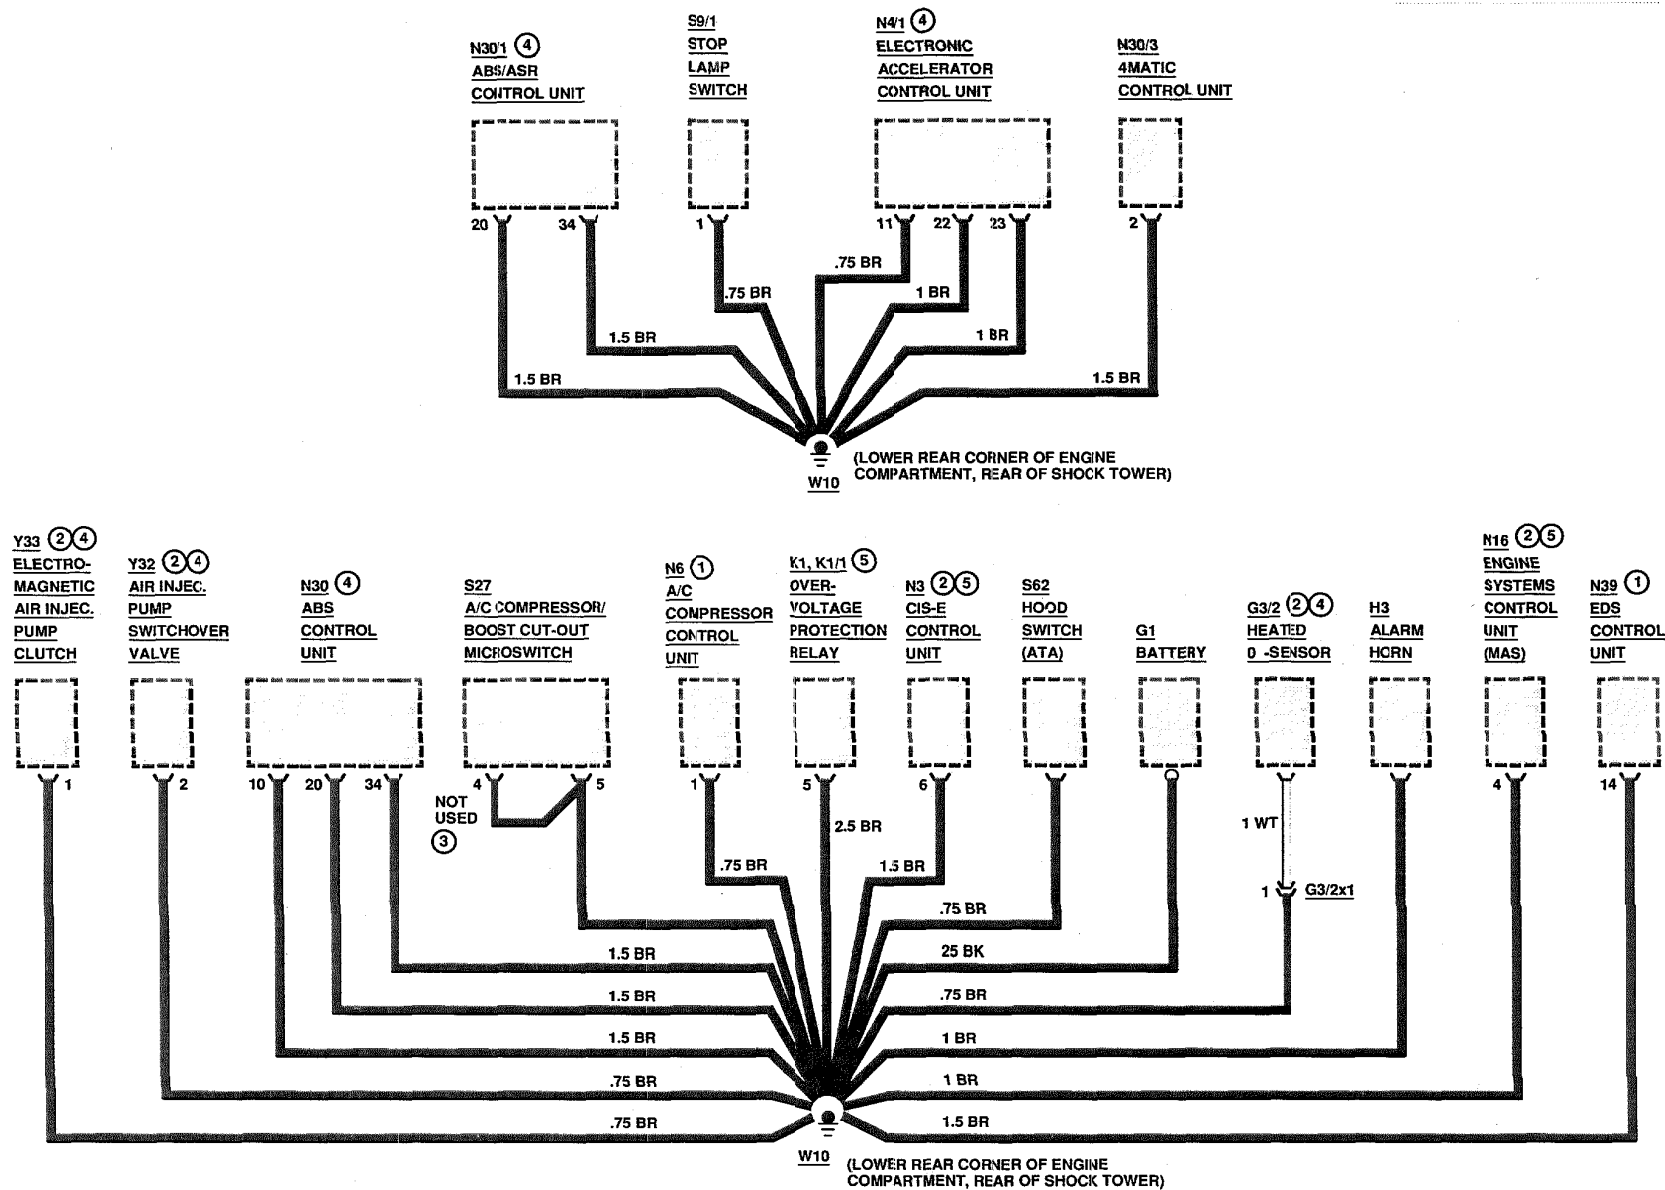 N30/1 4
ABS/ASR
CONTROL UNIT
S9/1
STOP
LAMP
SWITCH
N4/1 4
ELECTRONIC
ACCELERATOR
CONTROL UNIT
N30/3
4MATIC
CONTROL UNIT
20
34
1
11
22
23
2
.75 BR
.75 BR
1 BR
1.5 BR
1 BR
1.5 BR
1.5 BR
(LOWER REAR CORNER OF ENGINE
COMPARTMENT, REAR OF SHOCK TOWER)
W10
Y33 2 4
ELECTRO-
MAGNETIC
AIR INJEC.
PUMP
CLUTCH
Y32 2 4
AIR INJEC.
PUMP
SWITCHOVER
VALVE
N30 4
ABS
CONTROL
UNIT
S27
A/C COMPRESSOR/
BOOST CUT-OUT
MICROSWITCH
N6 1
A/C
COMPRESSOR
CONTROL
UNIT
K1, K1/1 5
OVER-
VOLTAGE
PROTECTION
RELAY
N3 2 5
CIS-E
CONTROL
UNIT
S62
HOOD
SWITCH
(ATA)
G1
BATTERY
G3/2 2 4
HEATED
0 -SENSOR
H3
ALARM
HORN
N16 2 5
ENGINE
SYSTEMS
CONTROL
UNIT
(MAS)
N39 1
EDS
CONTROL
UNIT
1
2
10
20
34
4
5
1
5
6
4
14
NOT
USED
3
2.5 BR
1 WT
.75 BR
1.5 BR
1 G3/2x1
.75 BR
1.5 BR
25 BK
1.5 BR
.75 BR
1.5 BR
1 BR
.75 BR
1 BR
.75 BR
1.5 BR
W10
(LOWER REAR CORNER OF ENGINE
COMPARTMENT, REAR OF SHOCK TOWER)